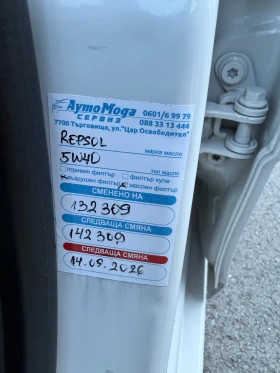 АутоМода 0601/6 99 79
СЕРВИЗ 088 33 13 444
7700 Търговище, ул."Цар Освободител"
REPSOL
марка масло
5W40
тип масло
горивен филтър филтър купе
въздушен филтър маслен филтър
СМЕНЕНО НА
132309
СЛЕДВАЩА СМЯНА
142309
СЛЕДВАЩА СМЯНА
14.09.2026